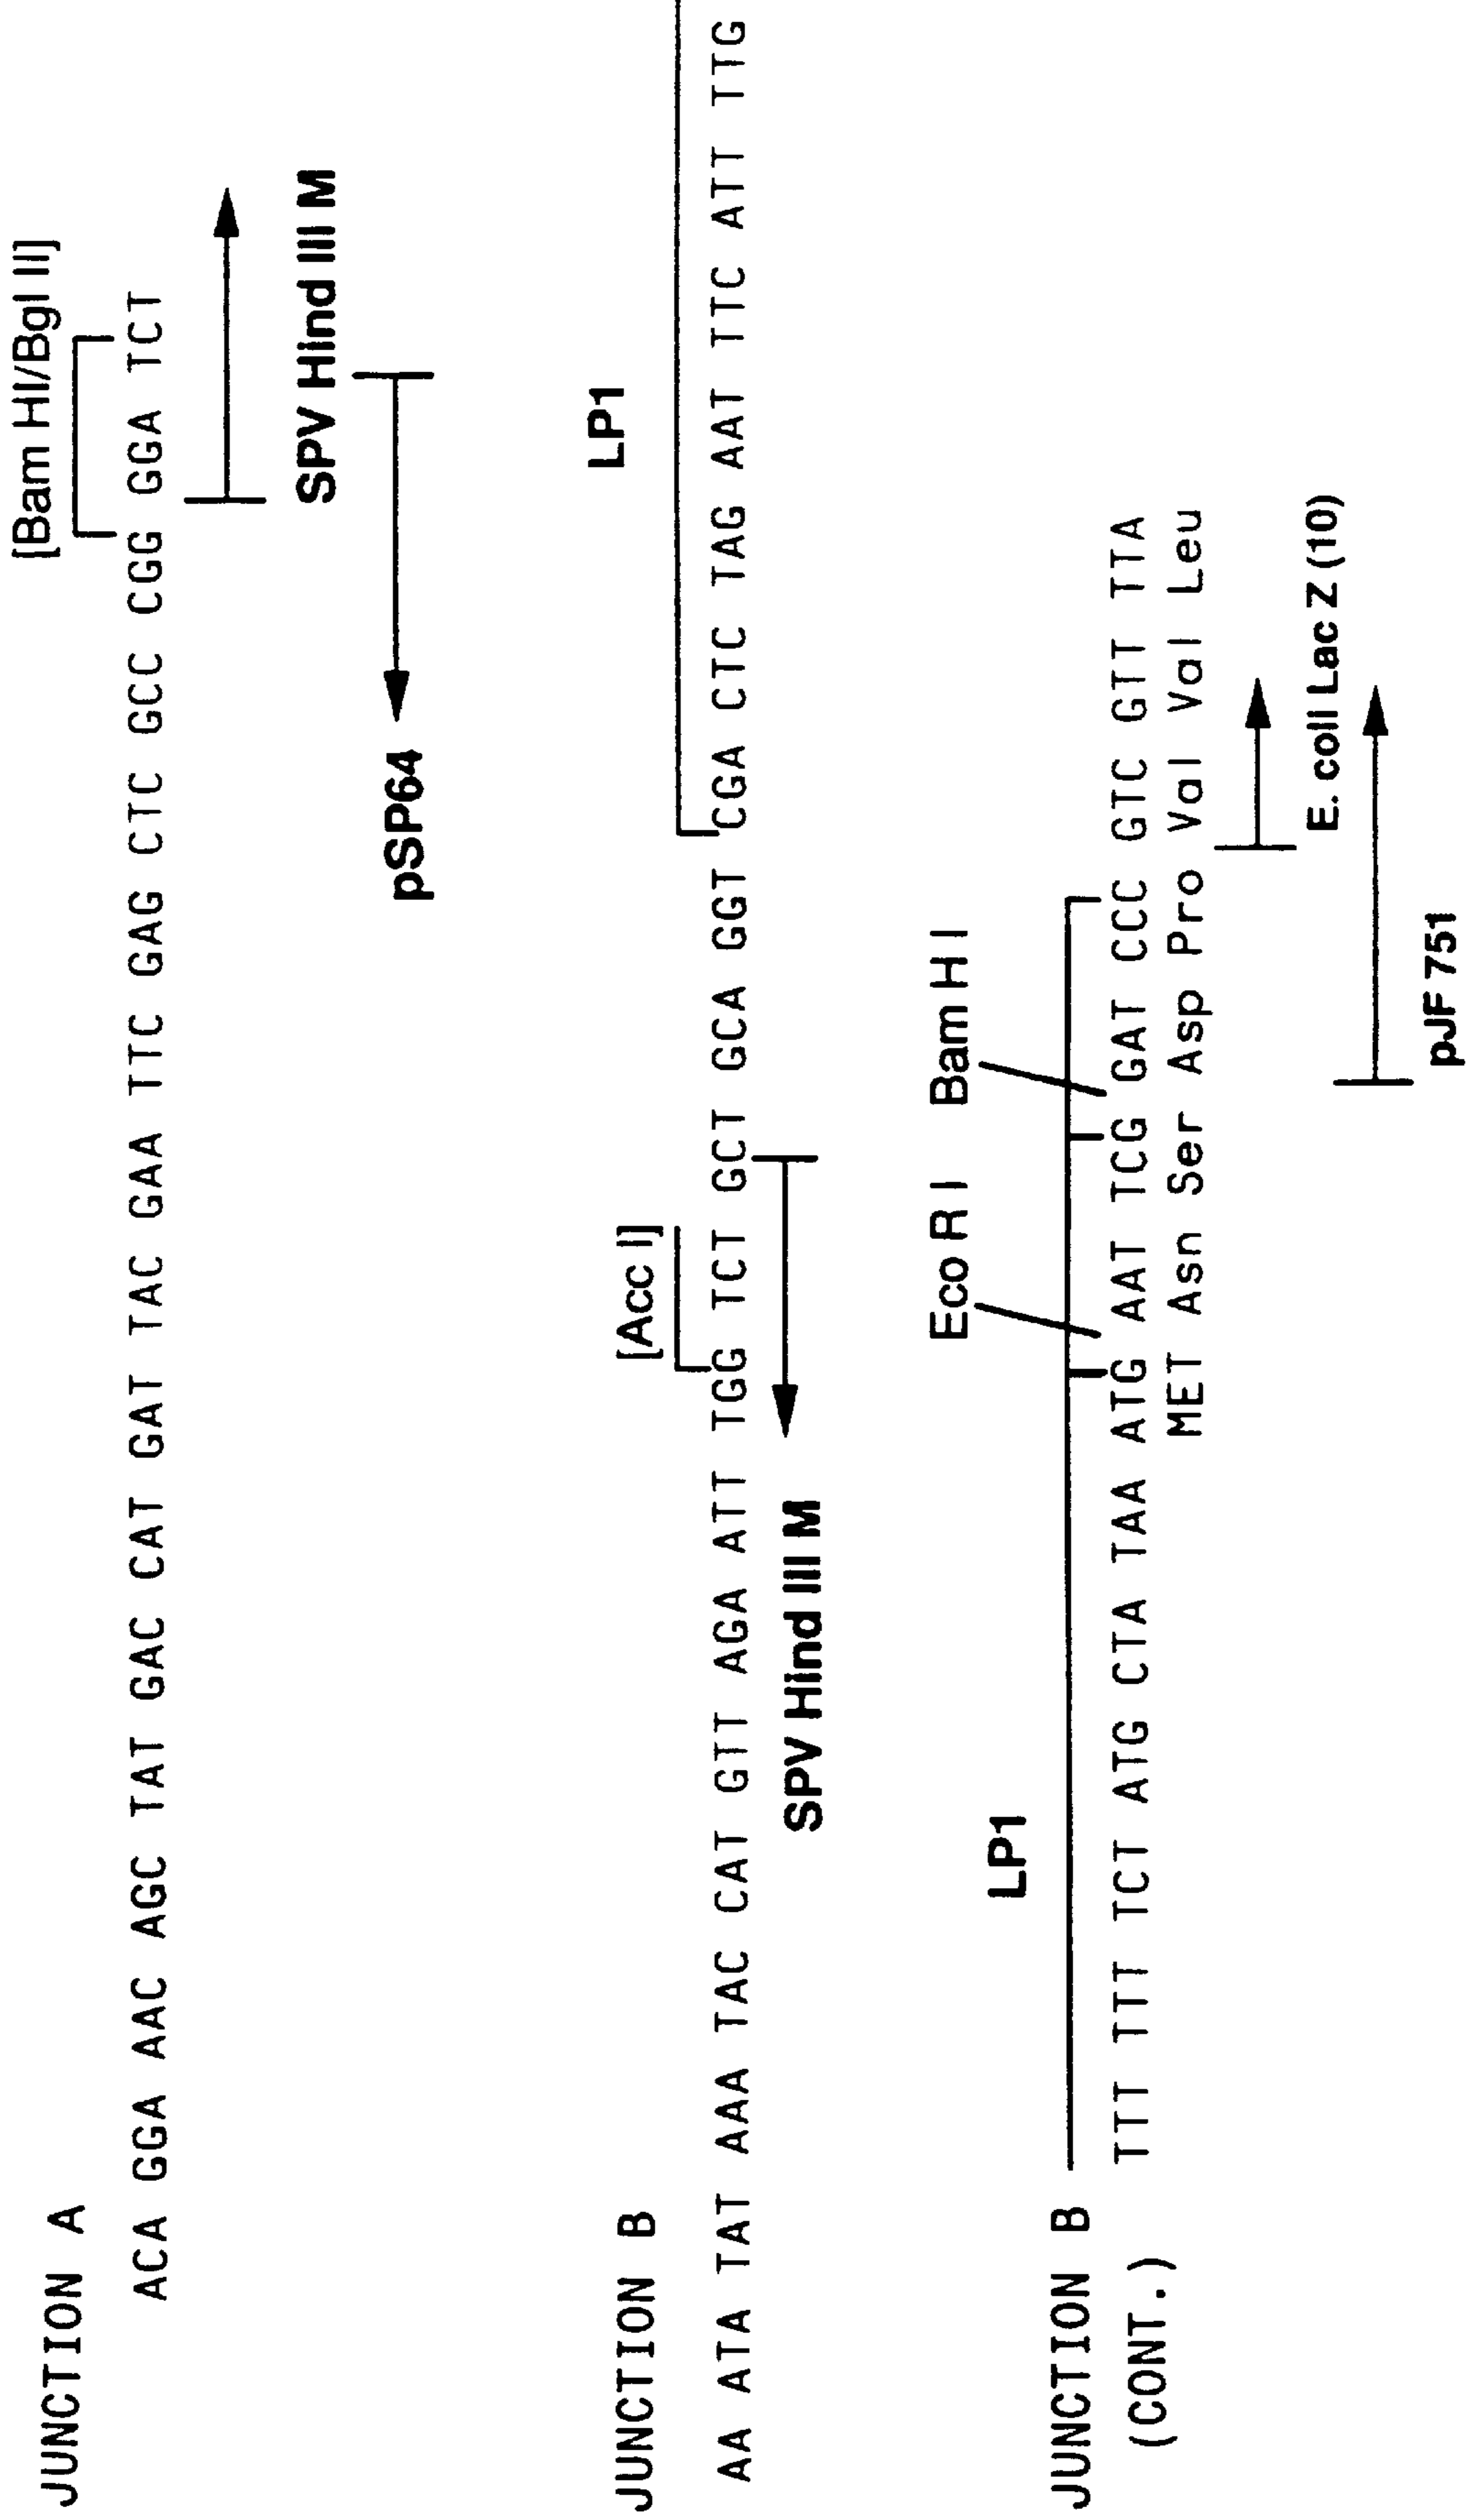 JUNCTION A
[Bam HI/Bgl II]
ACA GGA AAC AGC TAT GAC CAT GAT TAC GAA TTC GAG CTC GCC CGG GGA TCT
SPV Hind III M
pSP64
JUNCTION B
[Acc I]
LP1
AA ATA TAT AAA TAC CAT GTT AGA ATT TGG TCT GCT GCA GGT CGA CTC TAG AAT TTC ATT TTG
SPV Hind III M
JUNCTION B
(CONT.)
LP1
Eco R I
Bam H I
TTT TTT TCT ATG CTA TAA ATG AAT TCG GAT CCC GTC GTT TTA
MET Asn Ser Asp Pro Val Val Leu
E. coli Lac Z (10)
pJF 751